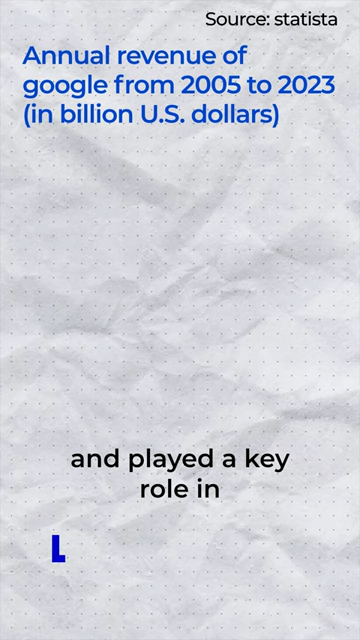 Source: statista
Annual revenue of
google from 2005 to 2023
(in billion U.S. dollars)
and played a key
role in